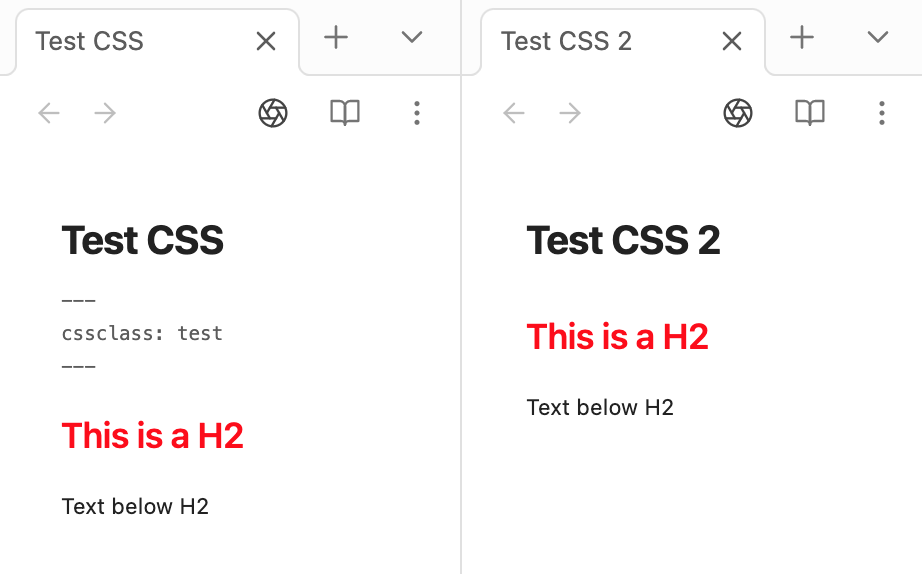 Test CSS
Test CSS 2
Test CSS
---
cssclass: test
---
This is a H2
Text below H2
Test CSS 2
This is a H2
Text below H2